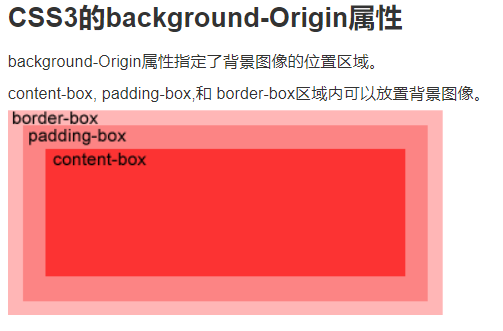 CSS3的background-Origin属性
background-Origin属性指定了背景图像的位置区域。
content-box, padding-box,和 border-box区域内可以放置背景图像。
border-box
padding-box
content-box